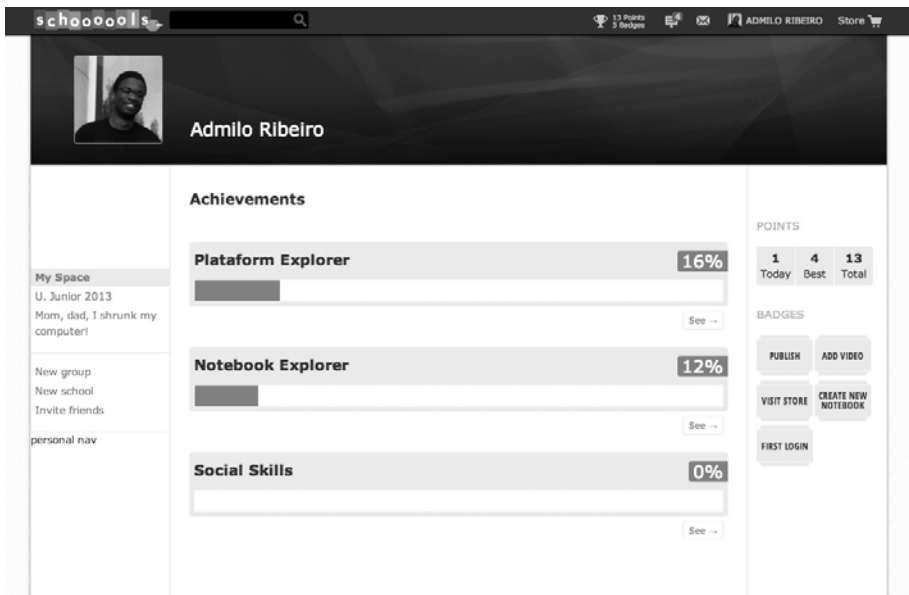 schoooools
13 Points
5 Badges
4
ADMILO RIBEIRO
Store
Admilo Ribeiro
My Space
U. Junior 2013
Mom, dad, I shrunk my
computer!
New group
New school
Invite friends
personal nav
Achievements
Plataform Explorer
16%
See →
Notebook Explorer
12%
See →
Social Skills
0%
See →
POINTS
1 4 13
Today Best Total
BADGES
PUBLISH
ADD VIDEO
VISIT STORE
CREATE NEW
NOTEBOOK
FIRST LOGIN